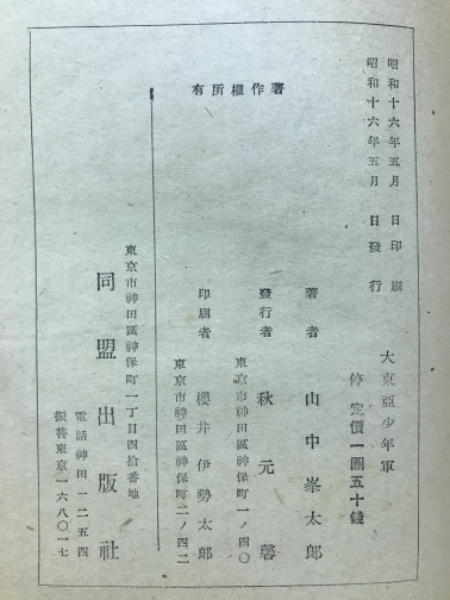 昭和十六年五月　日印刷
昭和十六年五月　日發行
大東亞少年軍
停 定價一圓五十錢
著作權所有
著者　山中峯太郎
發行者　秋元馨
東京市神田區神保町一ノ四〇
印刷者　櫻井伊勢太郎
東京市神田區神保町二ノ四二
東京市神田區神保町一丁目四拾番地
同盟出版社
電話神田一二五四
振替東京一六八〇一七